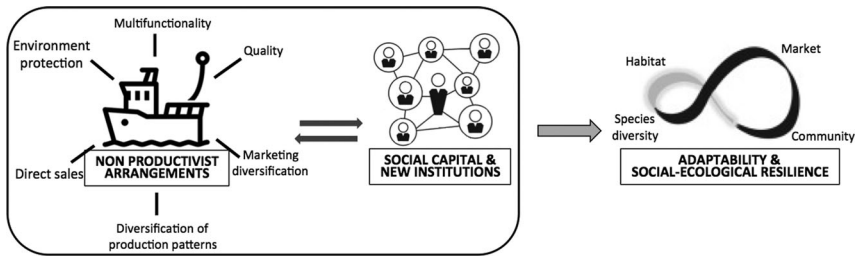 Multifunctionality
Environment
protection
Quality
Direct sales
NON PRODUCTIVIST
ARRANGEMENTS
Marketing
diversification
Diversification of
production patterns
SOCIAL CAPITAL &
NEW INSTITUTIONS
Habitat
Market
Species
diversity
Community
ADAPTABILITY &
SOCIAL-ECOLOGICAL RESILIENCE